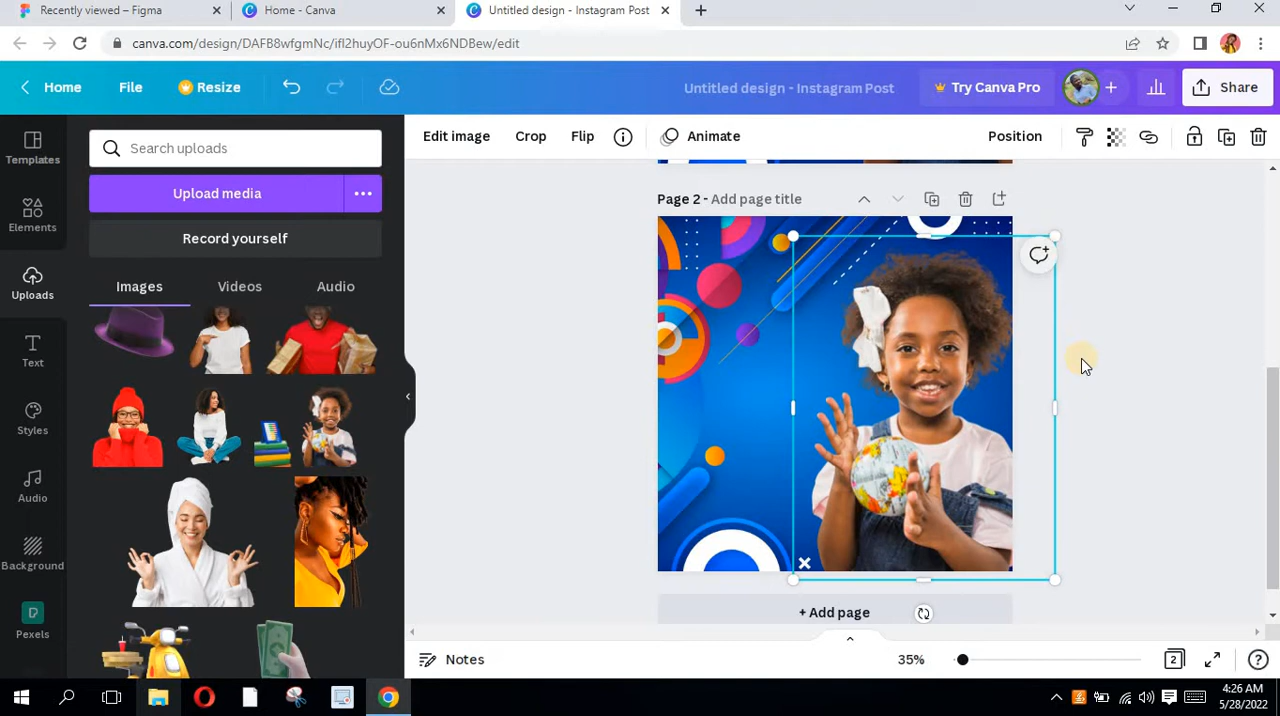 Recently viewed – Figma
Home - Canva
Untitled design - Instagram Post
canva.com/design/DAFB8wfgmNc/ifI2huyOF-ou6nMx6NDBew/edit
Home
File
Resize
Untitled design - Instagram Post
Try Canva Pro
Share
Templates
Elements
Uploads
Text
Styles
Audio
Background
Pexels
Search uploads
Upload media
Record yourself
Images
Videos
Audio
Edit image
Crop
Flip
Animate
Position
Page 2 - Add page title
+ Add page
Notes
35%
2
4:26 AM
5/28/2022